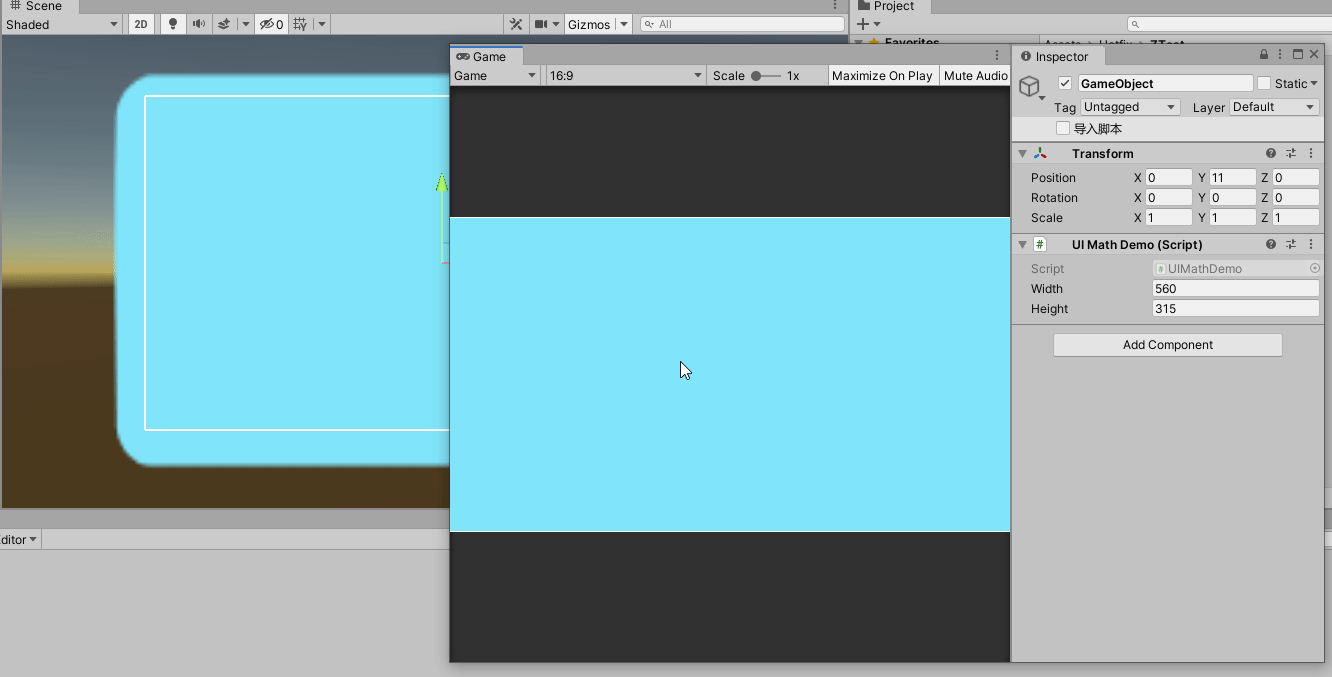 Scene
Shaded
2D
0
Gizmos
All
Project
Favorites
Game
Game
16:9
Scale
1x
Maximize On Play
Mute Audio
Inspector
GameObject
Static
Tag
Untagged
Layer
Default
导入脚本
Transform
Position X 0 Y 11 Z 0
Rotation X 0 Y 0 Z 0
Scale X 1 Y 1 Z 1
# UI Math Demo (Script)
Script UIMathDemo
Width 560
Height 315
Add Component
ditor